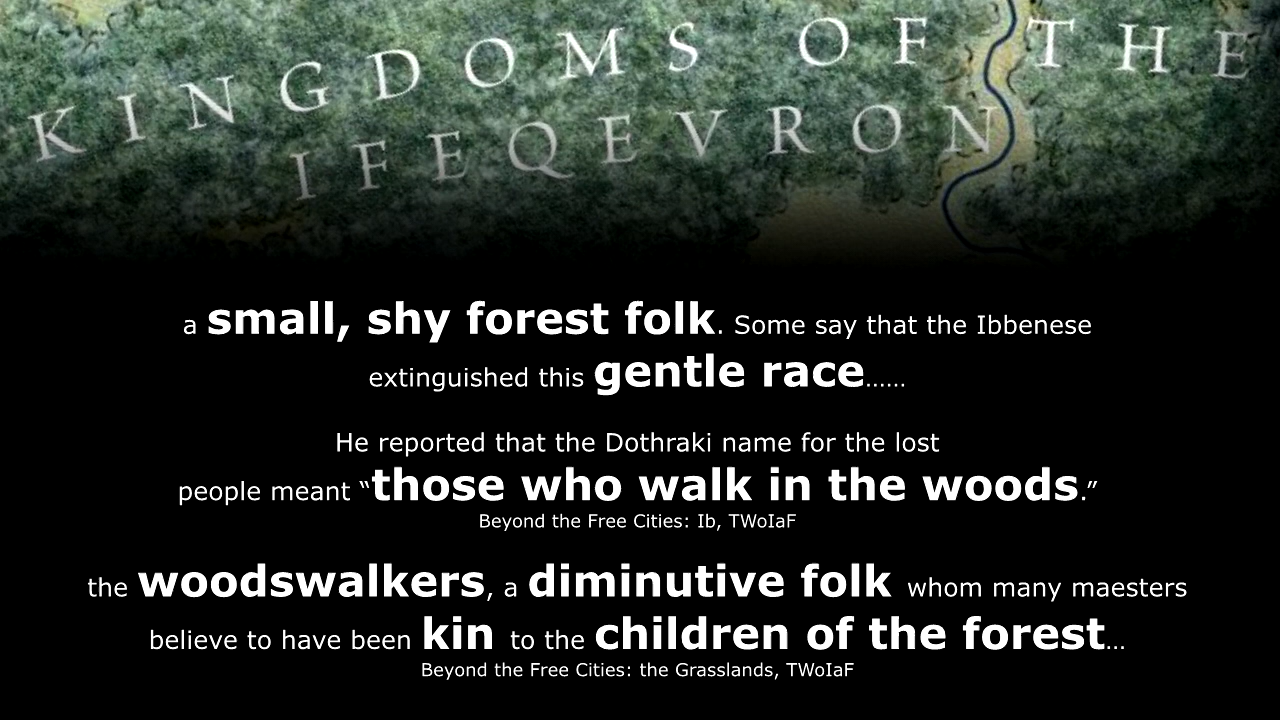 KINGDOMS OF THE
IFEQEVRON
a small, shy forest folk. Some say that the Ibbenese
extinguished this gentle race......
He reported that the Dothraki name for the lost
people meant “those who walk in the woods.”
Beyond the Free Cities: Ib, TWoIaF
the woodswalkers, a diminutive folk whom many maesters
believe to have been kin to the children of the forest...
Beyond the Free Cities: the Grasslands, TWoIaF